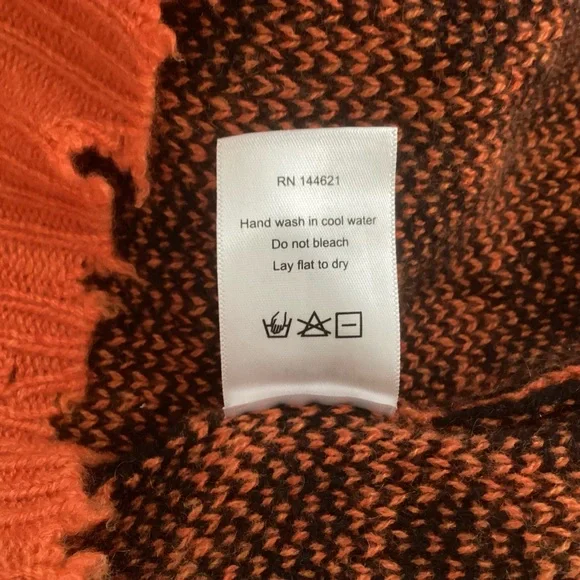 RN 144621
Hand wash in cool water
Do not bleach
Lay flat to dry